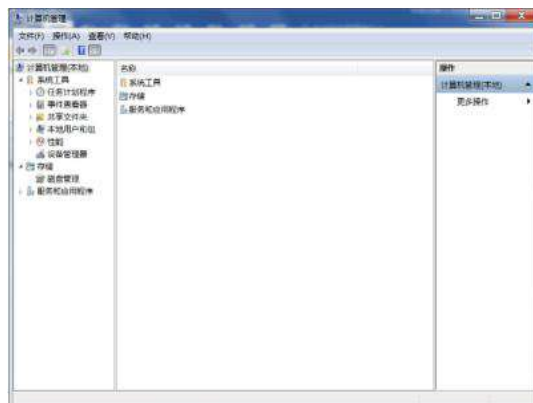 计算机管理
文件(F) 操作(A) 查看(V) 帮助(H)
计算机管理(本地)
系统工具
任务计划程序
事件查看器
共享文件夹
本地用户和组
性能
设备管理器
存储
磁盘管理
服务和应用程序
名称
系统工具
存储
服务和应用程序
操作
计算机管理(本地)
更多操作